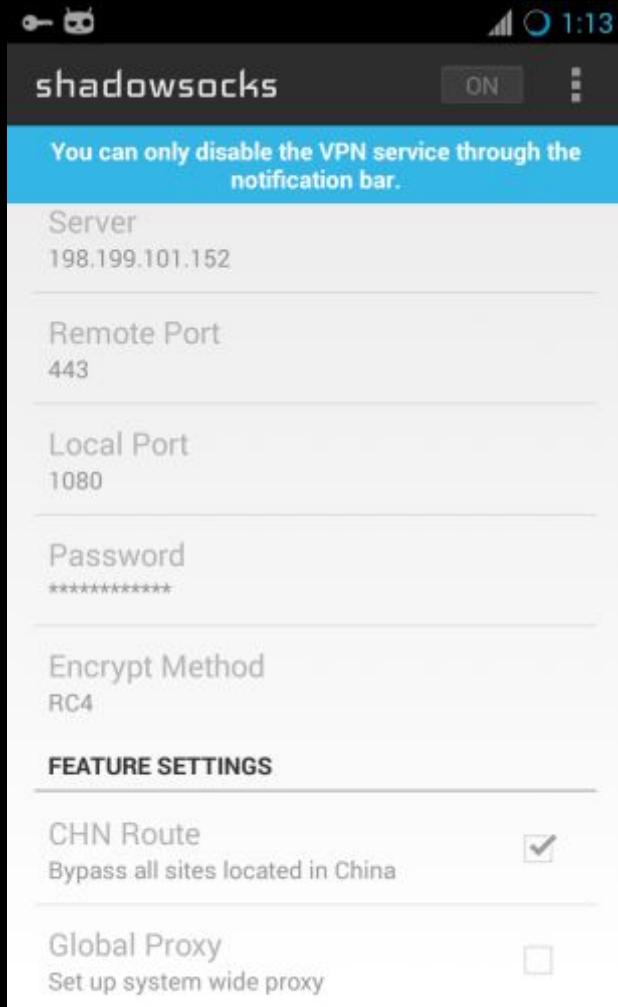 1:13
shadowsocks
ON
You can only disable the VPN service through the
notification bar.
Server
198.199.101.152
Remote Port
443
Local Port
1080
Password
************
Encrypt Method
RC4
FEATURE SETTINGS
CHN Route
Bypass all sites located in China
Global Proxy
Set up system wide proxy